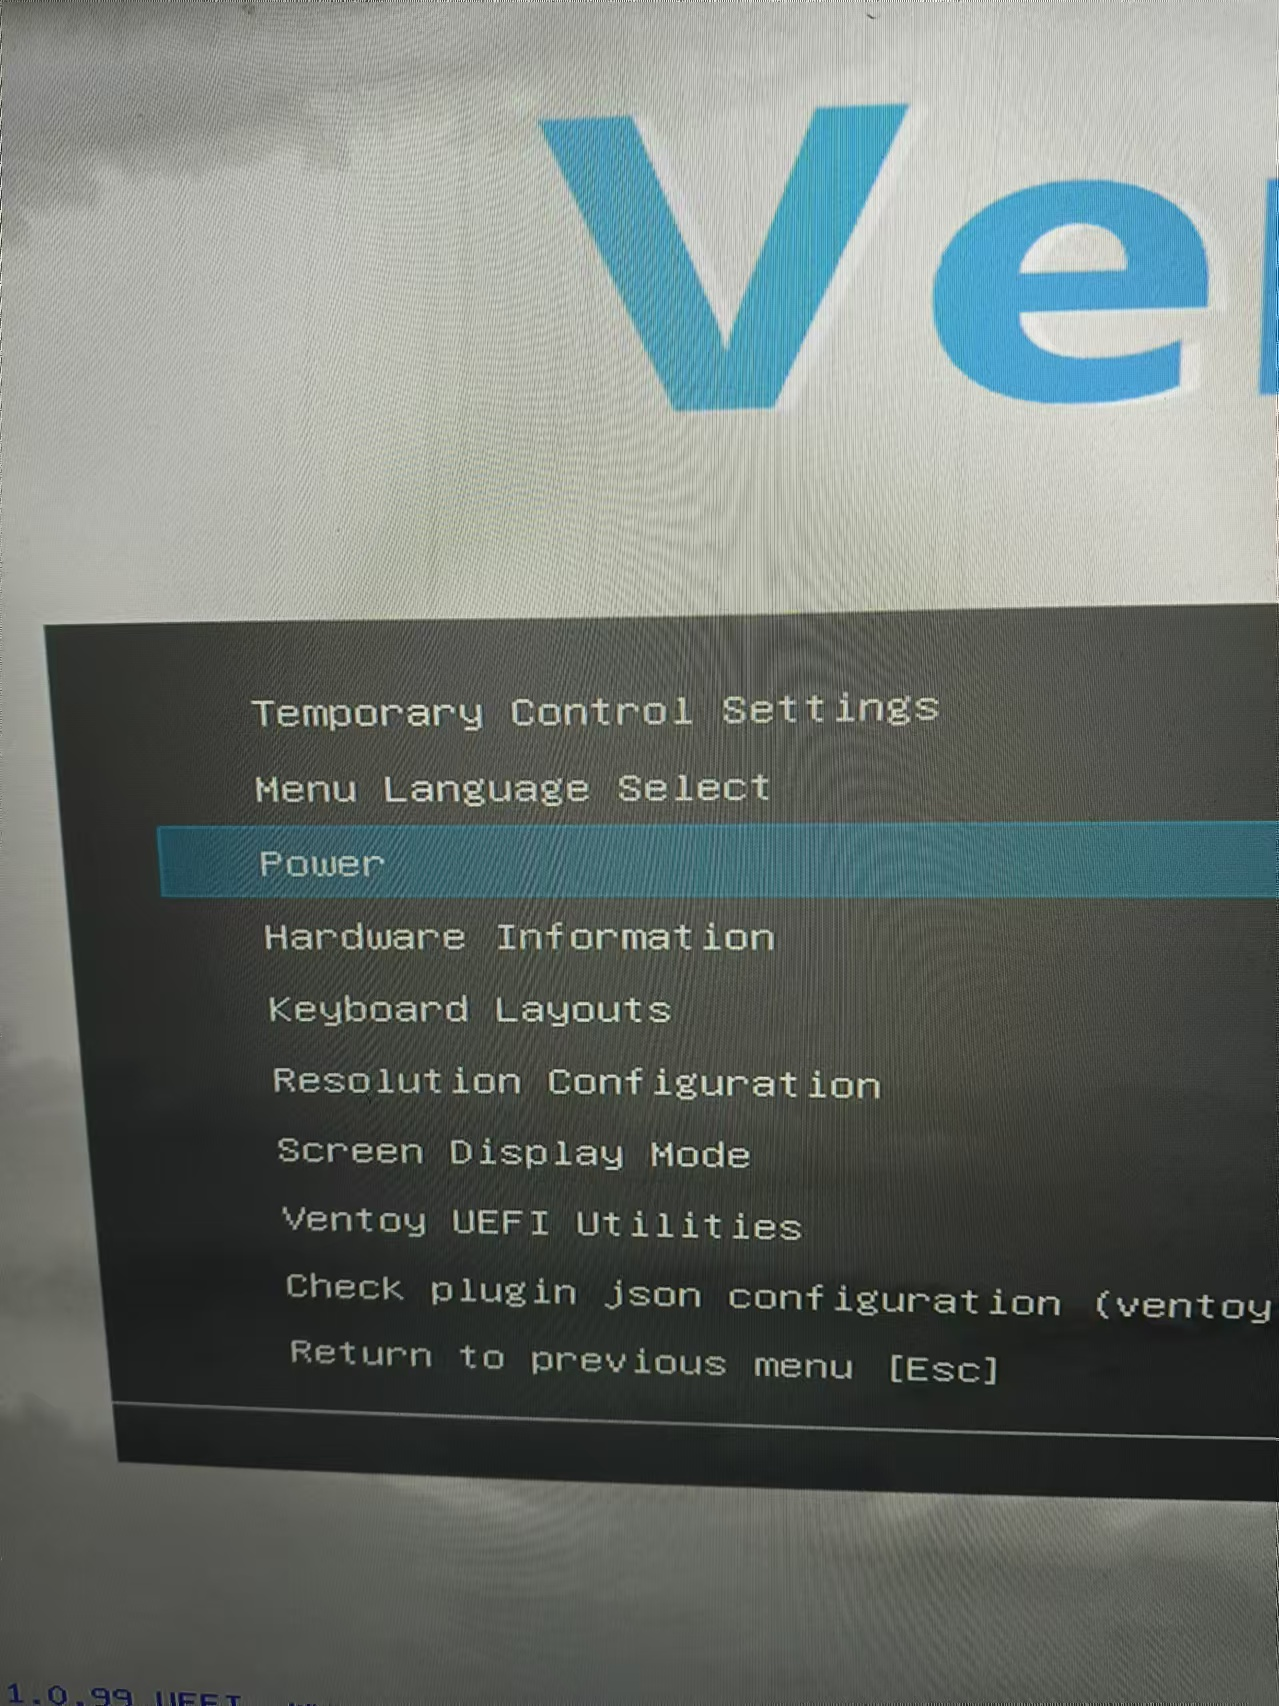 Ve
Temporary Control Settings
Menu Language Select
Power
Hardware Information
Keyboard Layouts
Resolution Configuration
Screen Display Mode
Ventoy UEFI Utilities
Check plugin json configuration (ventoy
Return to previous menu [Esc]
1.0.99 UEFI